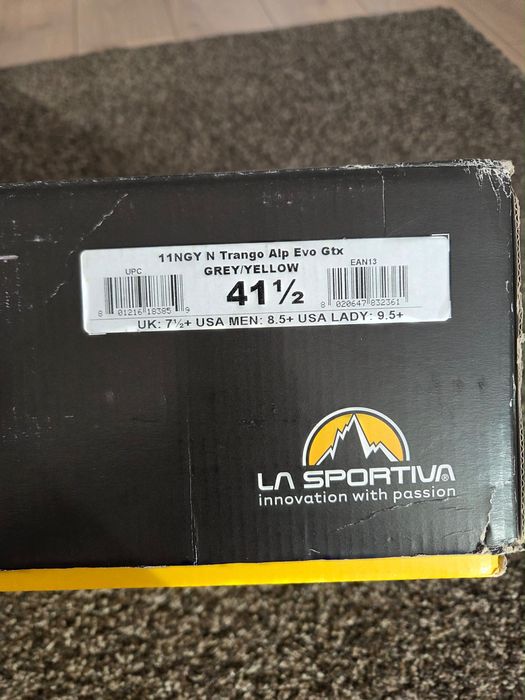 11NGY N Trango Alp Evo Gtx
UPC
GREY/YELLOW
EAN13
41½
8 01216 18385 9
8 020647 832361
UK: 7½+ USA MEN: 8.5+ USA LADY: 9.5+
LA SPORTIVA®
innovation with passion